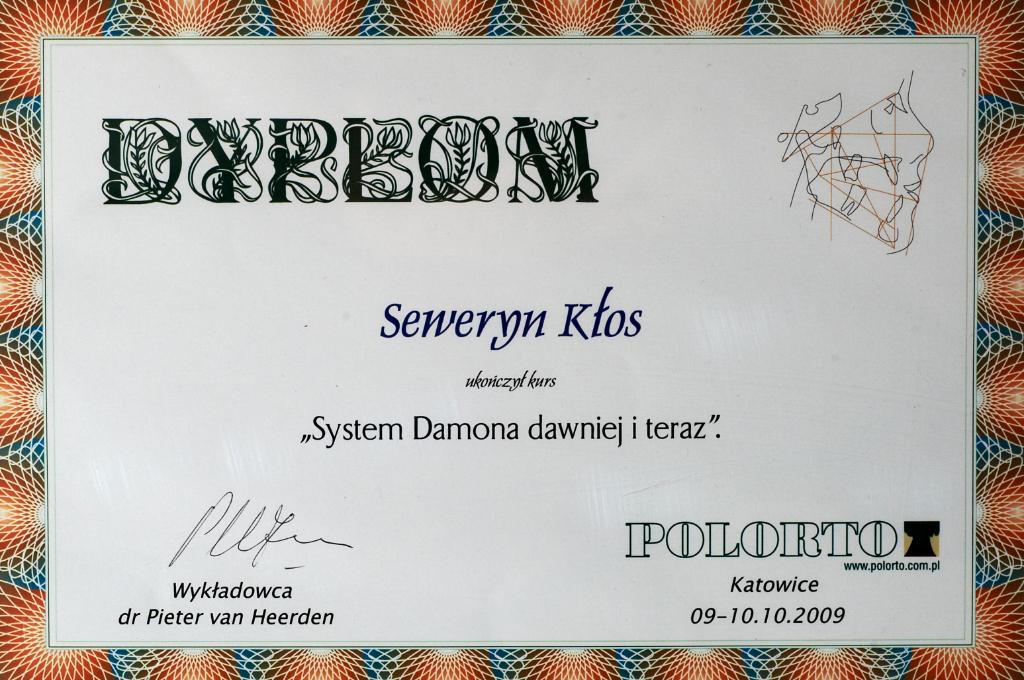 DYPLOM
Seweryn Kłos
ukończył kurs
„System Damona dawniej i teraz”.
POLORTO
www.polorto.com.pl
Wykładowca
dr Pieter van Heerden
Katowice
09-10.10.2009